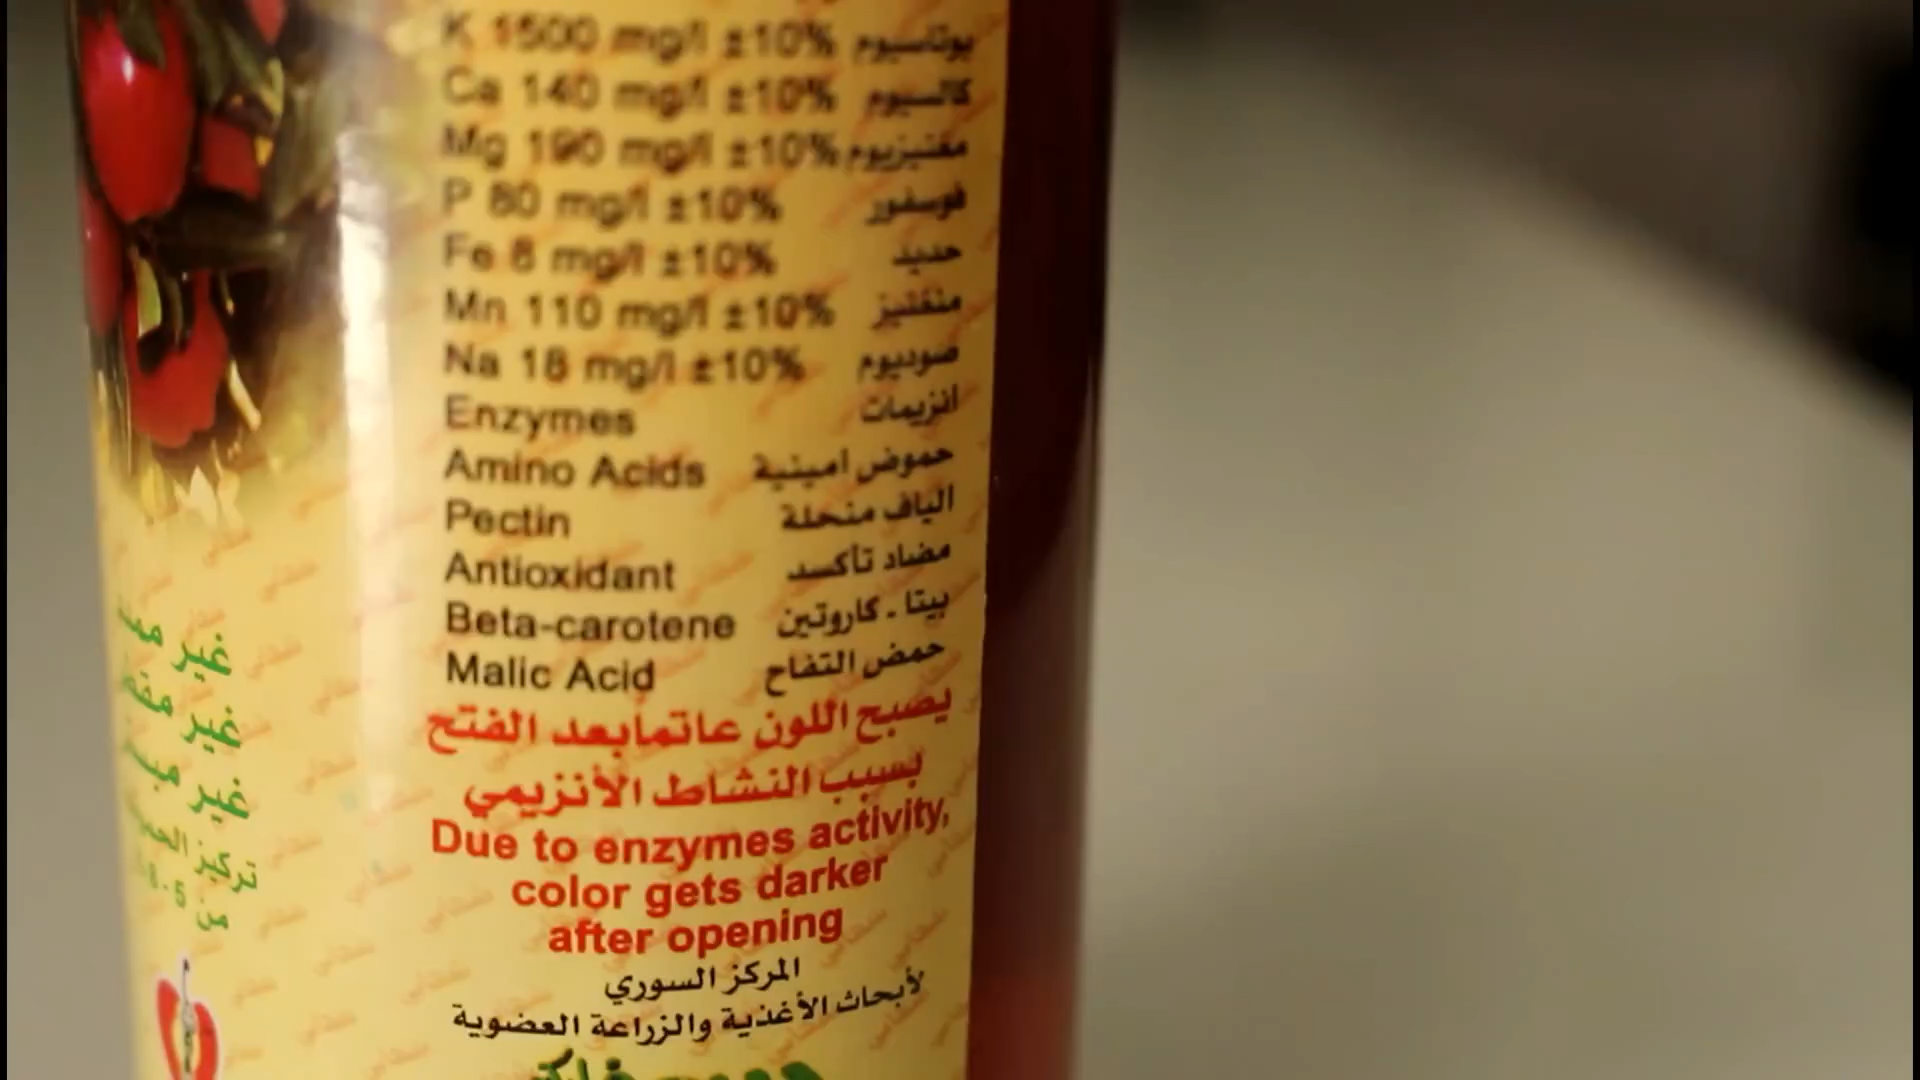 K 1500 mg/l ±10% بوتاسيوم
Ca 140 mg/l ±10% كالسيوم
Mg 190 mg/l ±10% مغنيزيوم
P 80 mg/l ±10% فوسفور
Fe 8 mg/l ±10% حديد
Mn 110 mg/l ±10% منغنيز
Na 18 mg/l ±10% صوديوم
Enzymes انزيمات
Amino Acids حموض امينية
Pectin الياف منحلة
Antioxidant مضاد تأكسد
Beta-carotene بيتا - كاروتين
Malic Acid حمض التفاح
يصبح اللون عاتماً بعد الفتح
بسبب النشاط الأنزيمي
Due to enzymes activity,
color gets darker
after opening
المركز السوري
لأبحاث الأغذية والزراعة العضوية
غير
غير
غير
تركيز
من